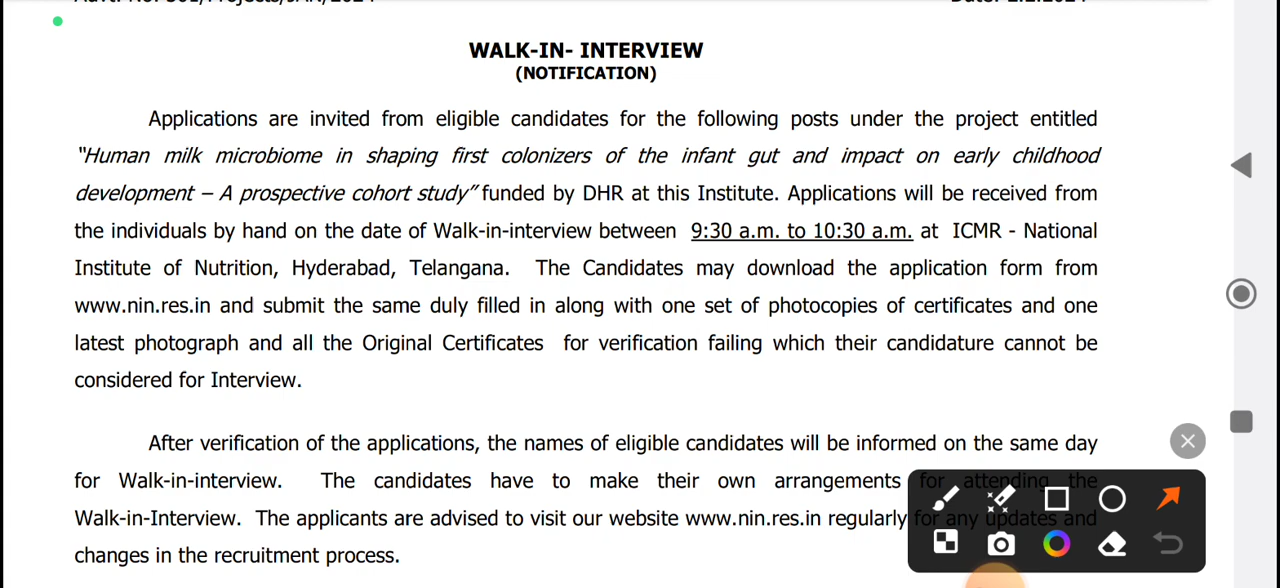 WALK-IN- INTERVIEW
(NOTIFICATION)
Applications are invited from eligible candidates for the following posts under the project entitled
"Human milk microbiome in shaping first colonizers of the infant gut and impact on early childhood
development – A prospective cohort study" funded by DHR at this Institute. Applications will be received from
the individuals by hand on the date of Walk-in-interview between 9:30 a.m. to 10:30 a.m. at ICMR - National
Institute of Nutrition, Hyderabad, Telangana. The Candidates may download the application form from
www.nin.res.in and submit the same duly filled in along with one set of photocopies of certificates and one
latest photograph and all the Original Certificates for verification failing which their candidature cannot be
considered for Interview.
After verification of the applications, the names of eligible candidates will be informed on the same day
for Walk-in-interview. The candidates have to make their own arrangements for attending the
Walk-in-Interview. The applicants are advised to visit our website www.nin.res.in regularly for any updates and
changes in the recruitment process.